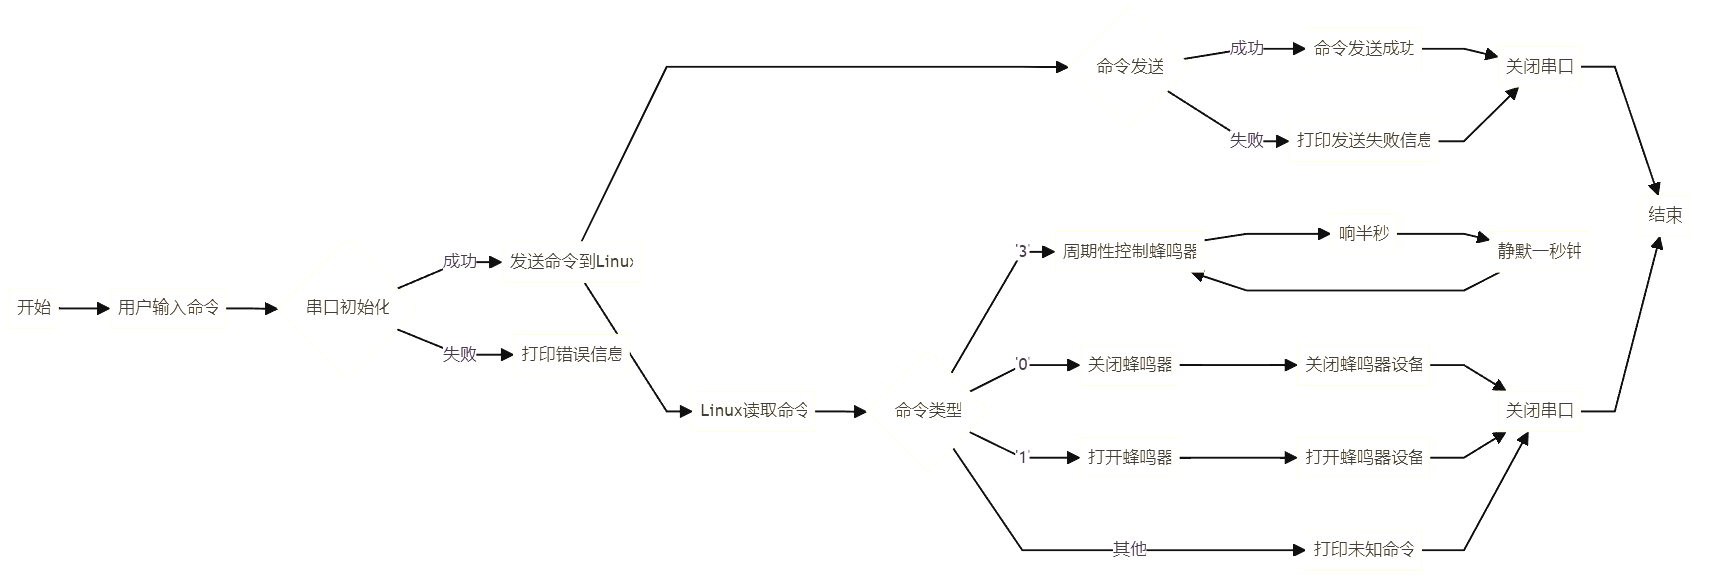 开始
用户输入命令
串口初始化
成功
发送命令到Linux
失败
打印错误信息
命令发送
成功
命令发送成功
失败
打印发送失败信息
关闭串口
Linux读取命令
命令类型
'3'
周期性控制蜂鸣器
响半秒
静默一秒钟
'0'
关闭蜂鸣器
关闭蜂鸣器设备
'1'
打开蜂鸣器
打开蜂鸣器设备
其他
打印未知命令
关闭串口
结束